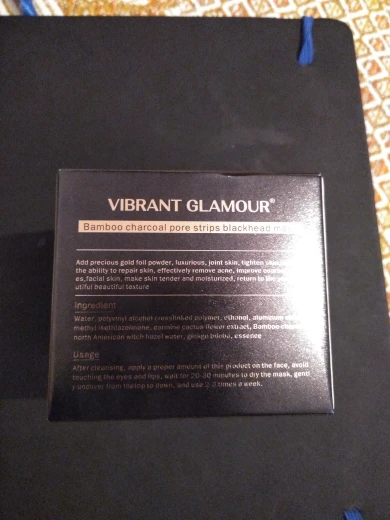 VIBRANT GLAMOUR®
Bamboo charcoal pore strips blackhead
Add precious gold foil powder, luxurious, joint skin, tighten
the ability to repair skin, effectively remove acne, improve
es,facial skin, make skin tender and moisturized, return to the
utiful beautiful texture
Ingredient
Water, polyvinyl alcohol crosslinked polymer, ethanol,
methyl isothiazolinone, carmine cactus flower extract, Bamboo
north American witch hazel water, ginkgo biloba, essence
Usage
After cleansing, apply a proper amount of this product on the face, avoid
touching the eyes and lips, wait for 20-30 minutes to dry the mask, gentl
from the top to down, and use 2-3 times a week.